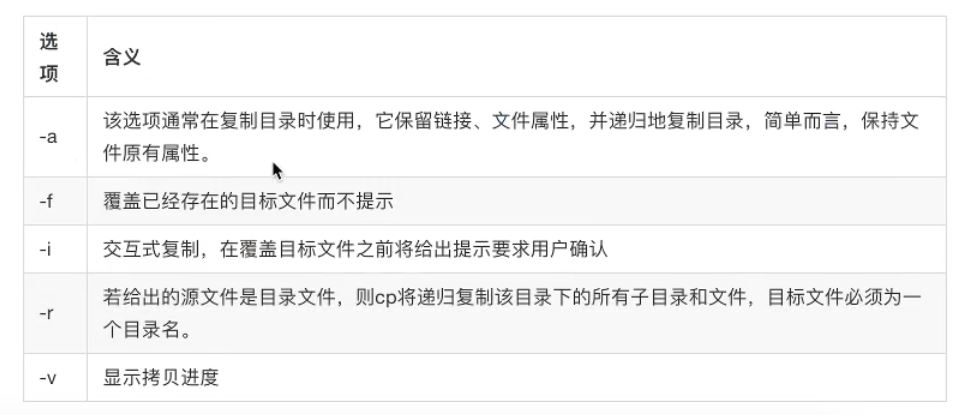 选
项
含义
-a
该选项通常在复制目录时使用，它保留链接、文件属性，并递归地复制目录，简单而言，保持文
件原有属性。
-f
覆盖已经存在的目标文件而不提示
-i
交互式复制，在覆盖目标文件之前将给出提示要求用户确认
-r
若给出的源文件是目录文件，则cp将递归复制该目录下的所有子目录和文件，目标文件必须为一
个目录名。
-v
显示拷贝进度